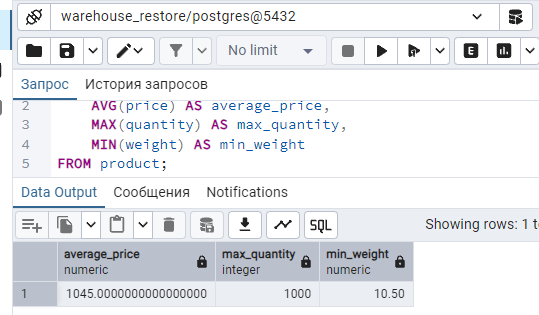 warehouse_restore/postgres@5432
No limit
E
Запрос История запросов
2 AVG(price) AS average_price,
3 MAX(quantity) AS max_quantity,
4 MIN(weight) AS min_weight
5 FROM product;
Data Output Сообщения Notifications
SQL Showing rows: 1 to
average_price max_quantity min_weight
numeric integer numeric
1 1045.0000000000000000 1000 10.50